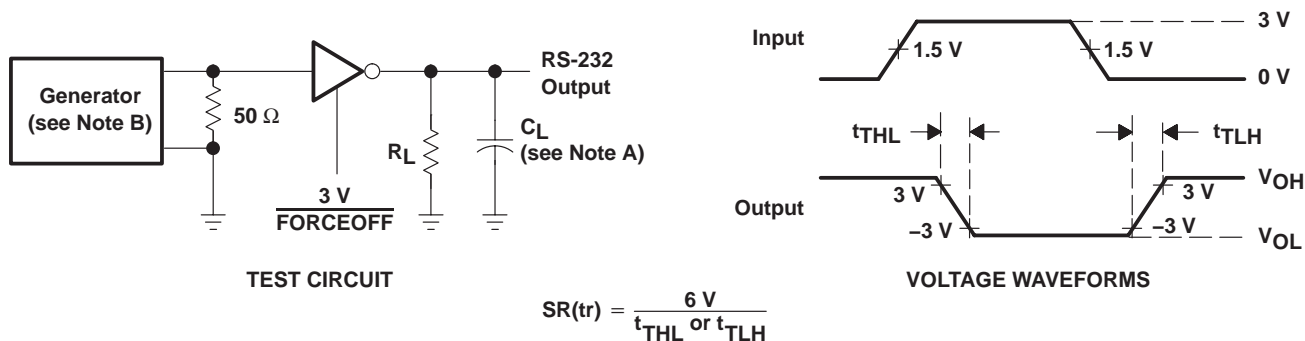 Generator
(see Note B)
50 Ω
3 V
FORCEOFF
RL
CL
(see Note A)
RS-232
Output
TEST CIRCUIT
Input
1.5 V
1.5 V
3 V
0 V
tTHL
tTLH
Output
3 V
–3 V
3 V
–3 V
VOH
VOL
VOLTAGE WAVEFORMS
SR(tr) = 6 V
tTHL or tTLH